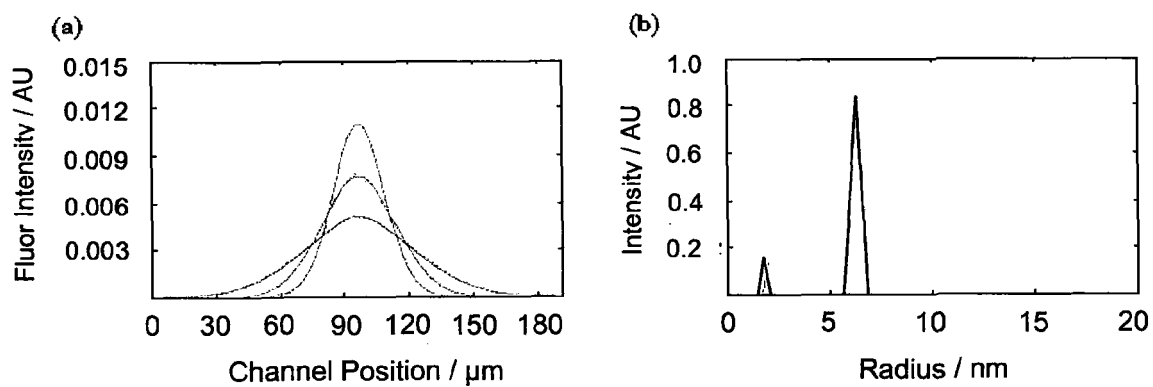 (a)
Fluor Intensity / AU
0.015
0.012
0.009
0.006
0.003
0 30 60 90 120 150 180
Channel Position / µm
(b)
Intensity / AU
1.0
0.8
0.6
0.4
0.2
0 5 10 15 20
Radius / nm